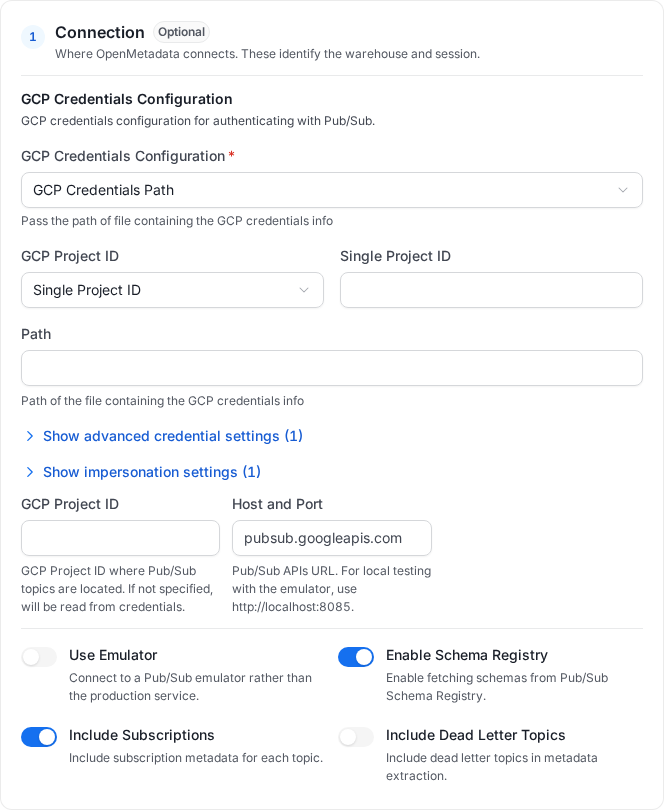 1 Connection Optional
Where OpenMetadata connects. These identify the warehouse and session.
GCP Credentials Configuration
GCP credentials configuration for authenticating with Pub/Sub.
GCP Credentials Configuration *
GCP Credentials Path
Pass the path of file containing the GCP credentials info
GCP Project ID
Single Project ID
Single Project ID
Path
Path of the file containing the GCP credentials info
Show advanced credential settings (1)
Show impersonation settings (1)
GCP Project ID
GCP Project ID where Pub/Sub
topics are located. If not specified,
will be read from credentials.
Host and Port
pubsub.googleapis.com
Pub/Sub APIs URL. For local testing
with the emulator, use
http://localhost:8085.
Use Emulator
Connect to a Pub/Sub emulator rather than
the production service.
Enable Schema Registry
Enable fetching schemas from Pub/Sub
Schema Registry.
Include Subscriptions
Include subscription metadata for each topic.
Include Dead Letter Topics
Include dead letter topics in metadata
extraction.